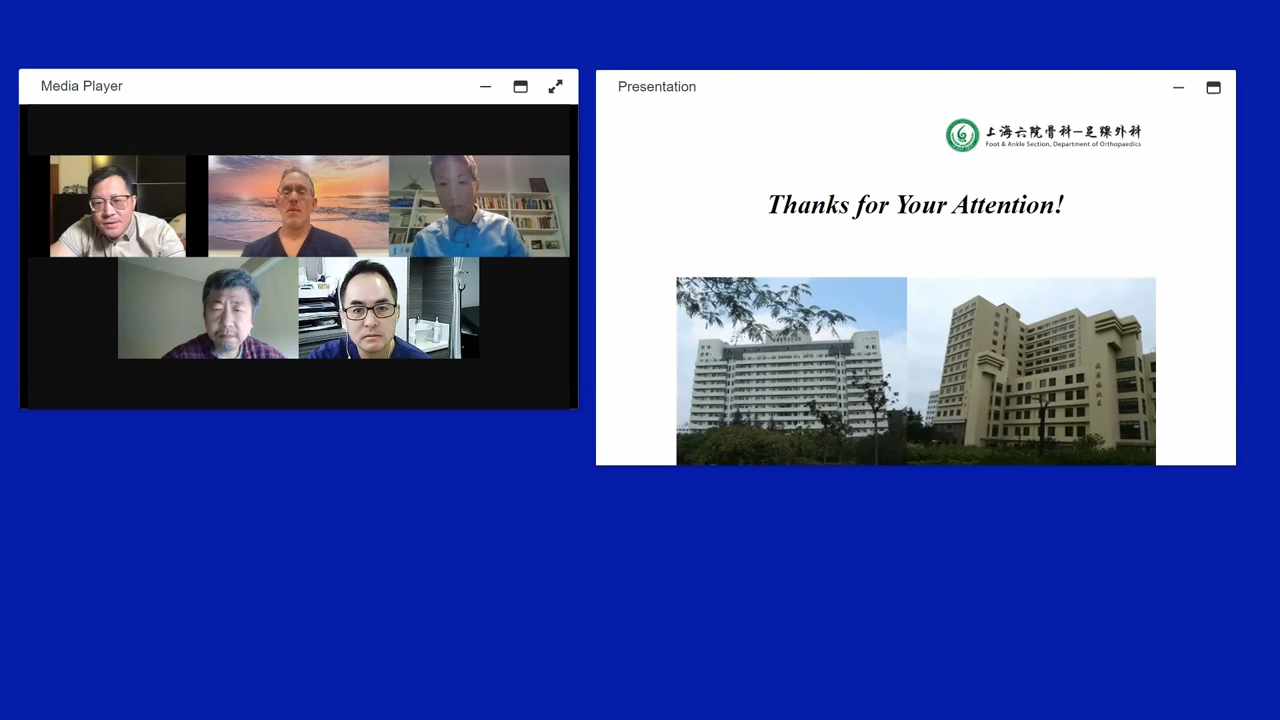 Media Player
Presentation
上海六院骨科—足踝外科
Foot & Ankle Section, Department of Orthopaedics
Thanks for Your Attention!